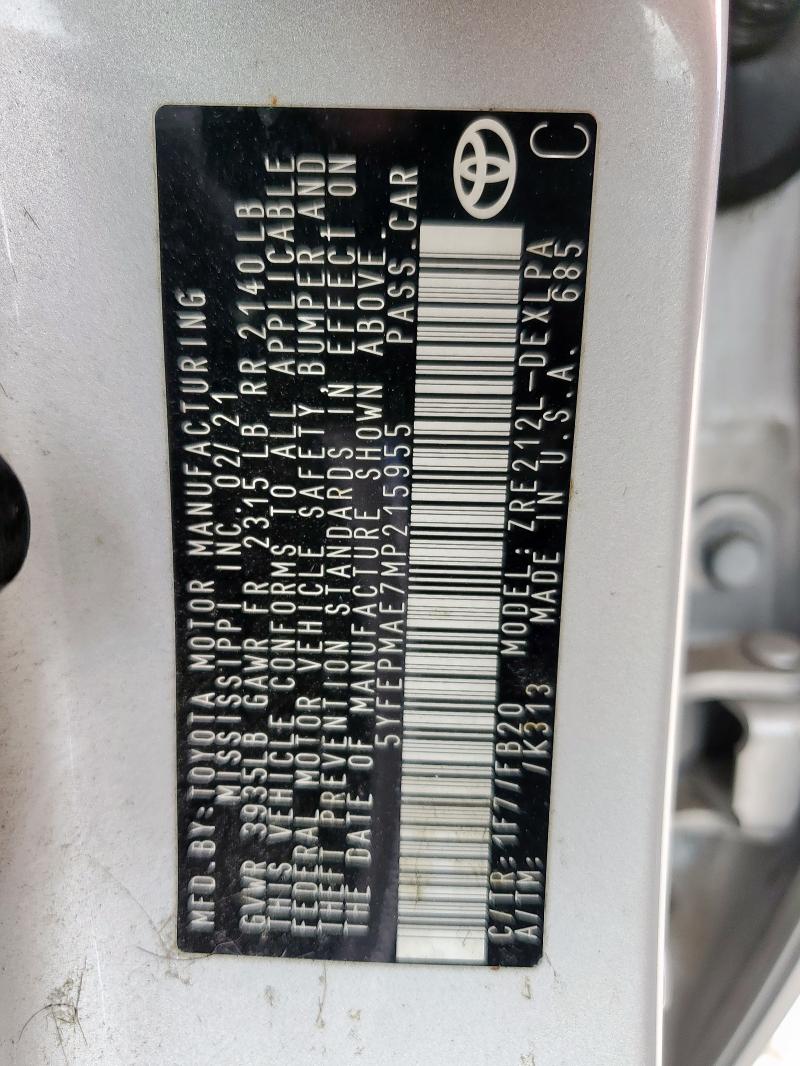 MFD.BY:TOYOTA MOTOR MANUFACTURING
MISSISSIPPI INC. 02/21
GVWR 3935LB GAWR FR 2315 LB RR 2140LB
THIS VEHICLE CONFORMS TO ALL APPLICABLE
FEDERAL MOTOR VEHICLE SAFETY,BUMPER AND
THEFT PREVENTION STANDARDS IN EFFECT ON
THE DATE OF MANUFACTURE SHOWN ABOVE.
5YFEPMAE7MP215955 PASS.CAR
C/TR:1F7/FB20 MODEL:ZRE212L-DEXLPA
A/TM: /K313 MADE IN U.S.A. 685
C